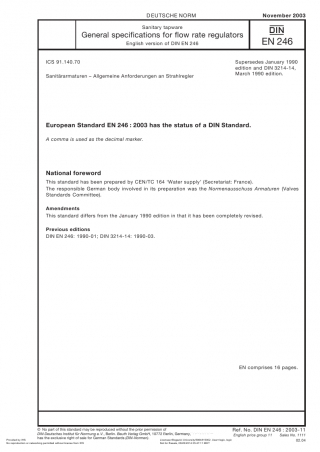 DEUTSCHE NORM
November 2003
Sanitary tapware
General specifications for flow rate regulators
English version of DIN EN 246
DIN
EN 246
ICS 91.140.70
Supersedes January 1990
edition and DIN 3214-14,
March 1990 edition.
Sanitärarmaturen – Allgemeine Anforderungen an Strahlregler
European Standard EN 246 : 2003 has the status of a DIN Standard.
A comma is used as the decimal marker.
National foreword
This standard has been prepared by CEN/TC 164 'Water supply' (Secretariat: France).
The responsible German body involved in its preparation was the Normenausschuss Armaturen (Valves
Standards Committee).
Amendments
This standard differs from the January 1990 edition in that it has been completely revised.
Previous editions
DIN EN 246: 1990-01; DIN 3214-14: 1990-03.
EN comprises 16 pages.
© No part of this standard may be reproduced without the prior permission of
DIN Deutsches Institut für Normung e.V., Berlin. Beuth Verlag GmbH, 10772 Berlin, Germany,
has the exclusive right of sale for German Standards (DIN-Normen).
Ref. No. DIN EN 246 : 2003-11
English price group 11 Sales No. 1111
02.04